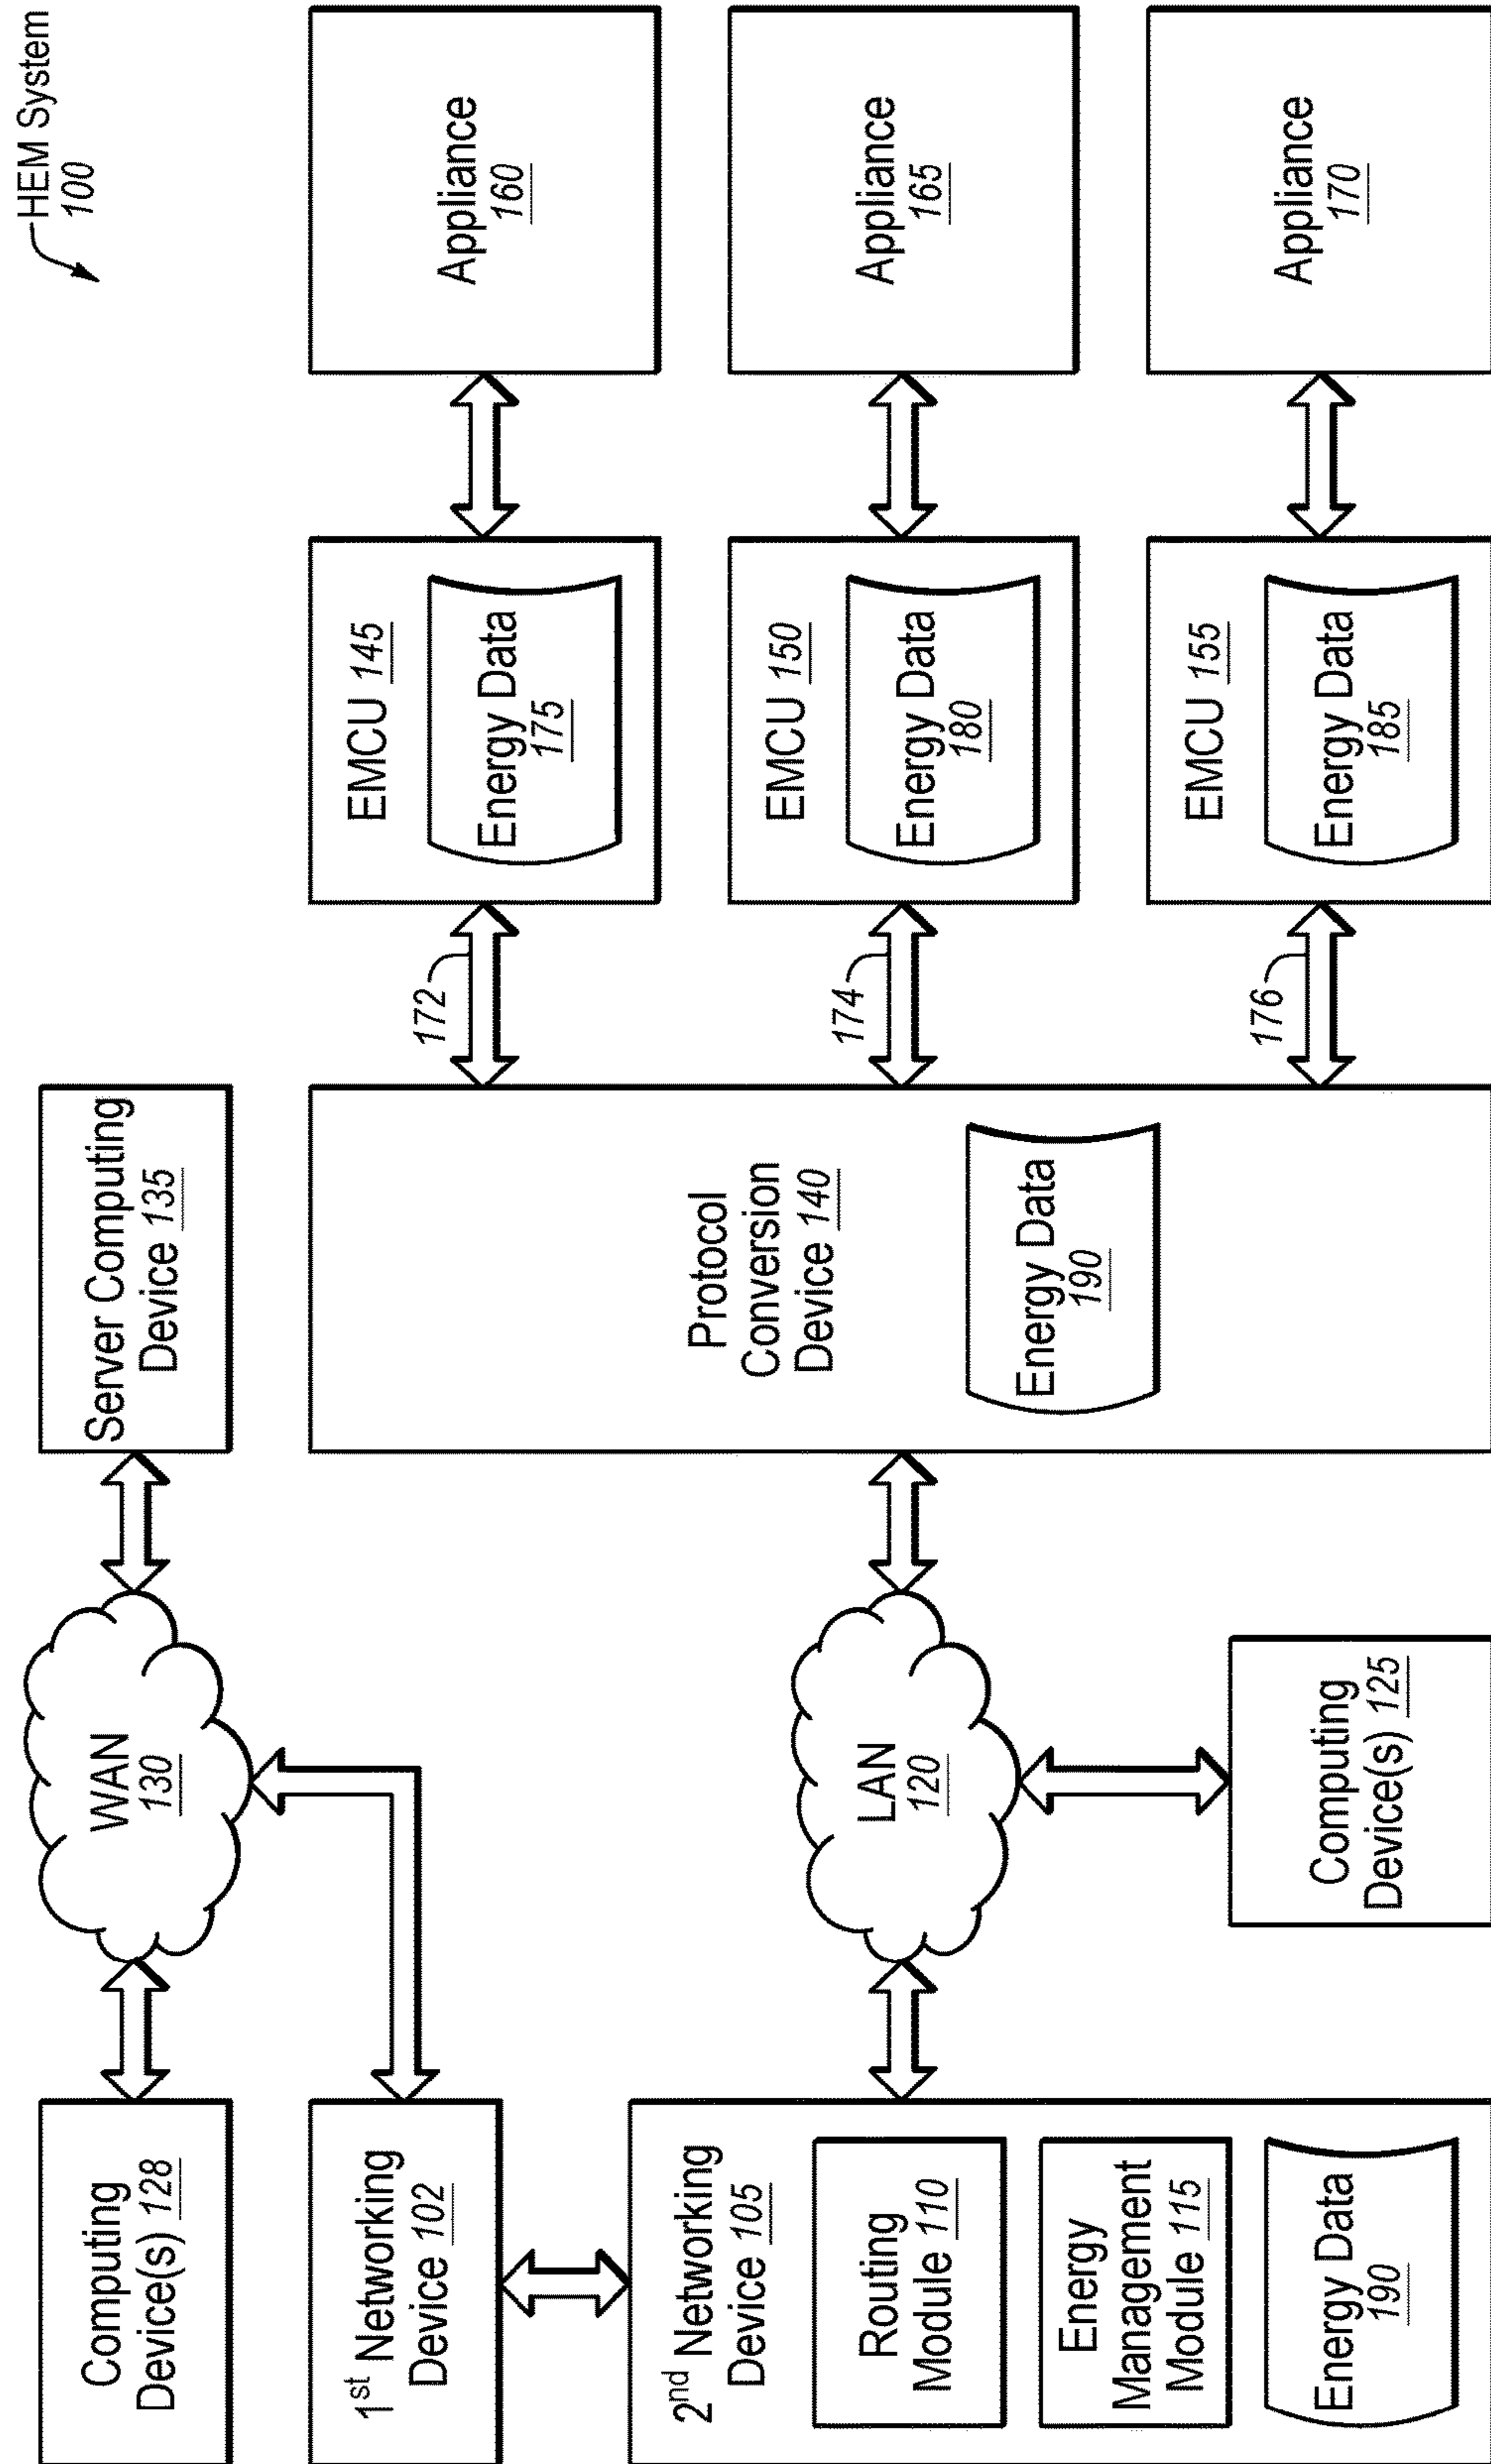 HEM System
100
Computing
Device(s) 128
WAN
130
Server Computing
Device 135
1st Networking
Device 102
2nd Networking
Device 105
Routing
Module 110
Energy
Management
Module 115
Energy Data
190
LAN
120
Computing
Device(s) 125
Protocol
Conversion
Device 140
Energy Data
190
172
174
176
EMCU 145
Energy Data
175
EMCU 150
Energy Data
180
EMCU 155
Energy Data
185
Appliance
160
Appliance
165
Appliance
170